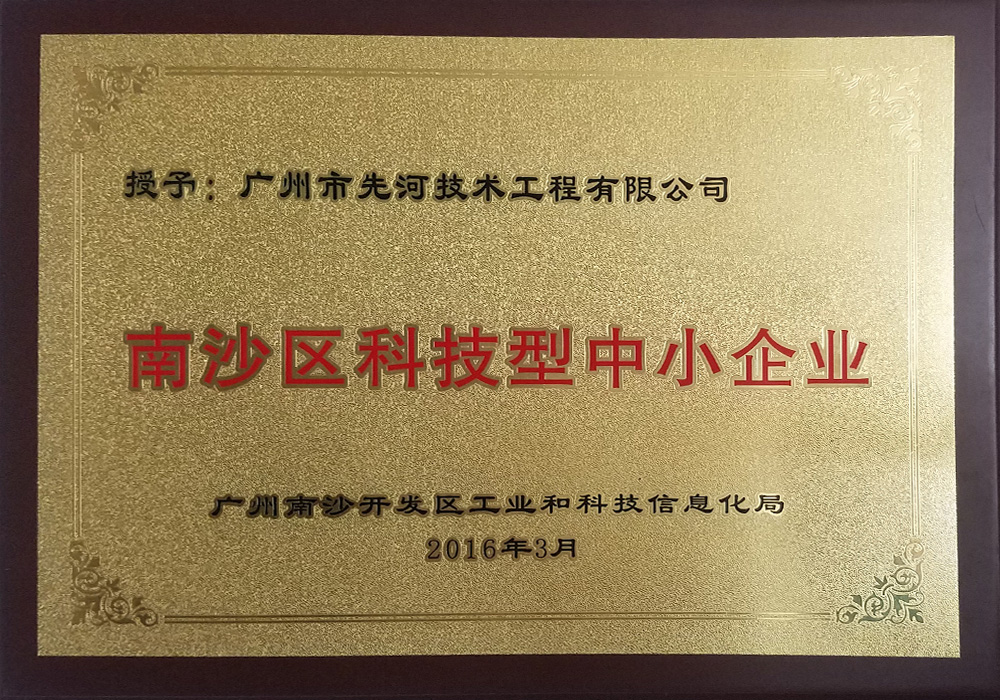 授予：广州市先河技术工程有限公司
南沙区科技型中小企业
广州南沙开发区工业和科技信息化局
2016年3月